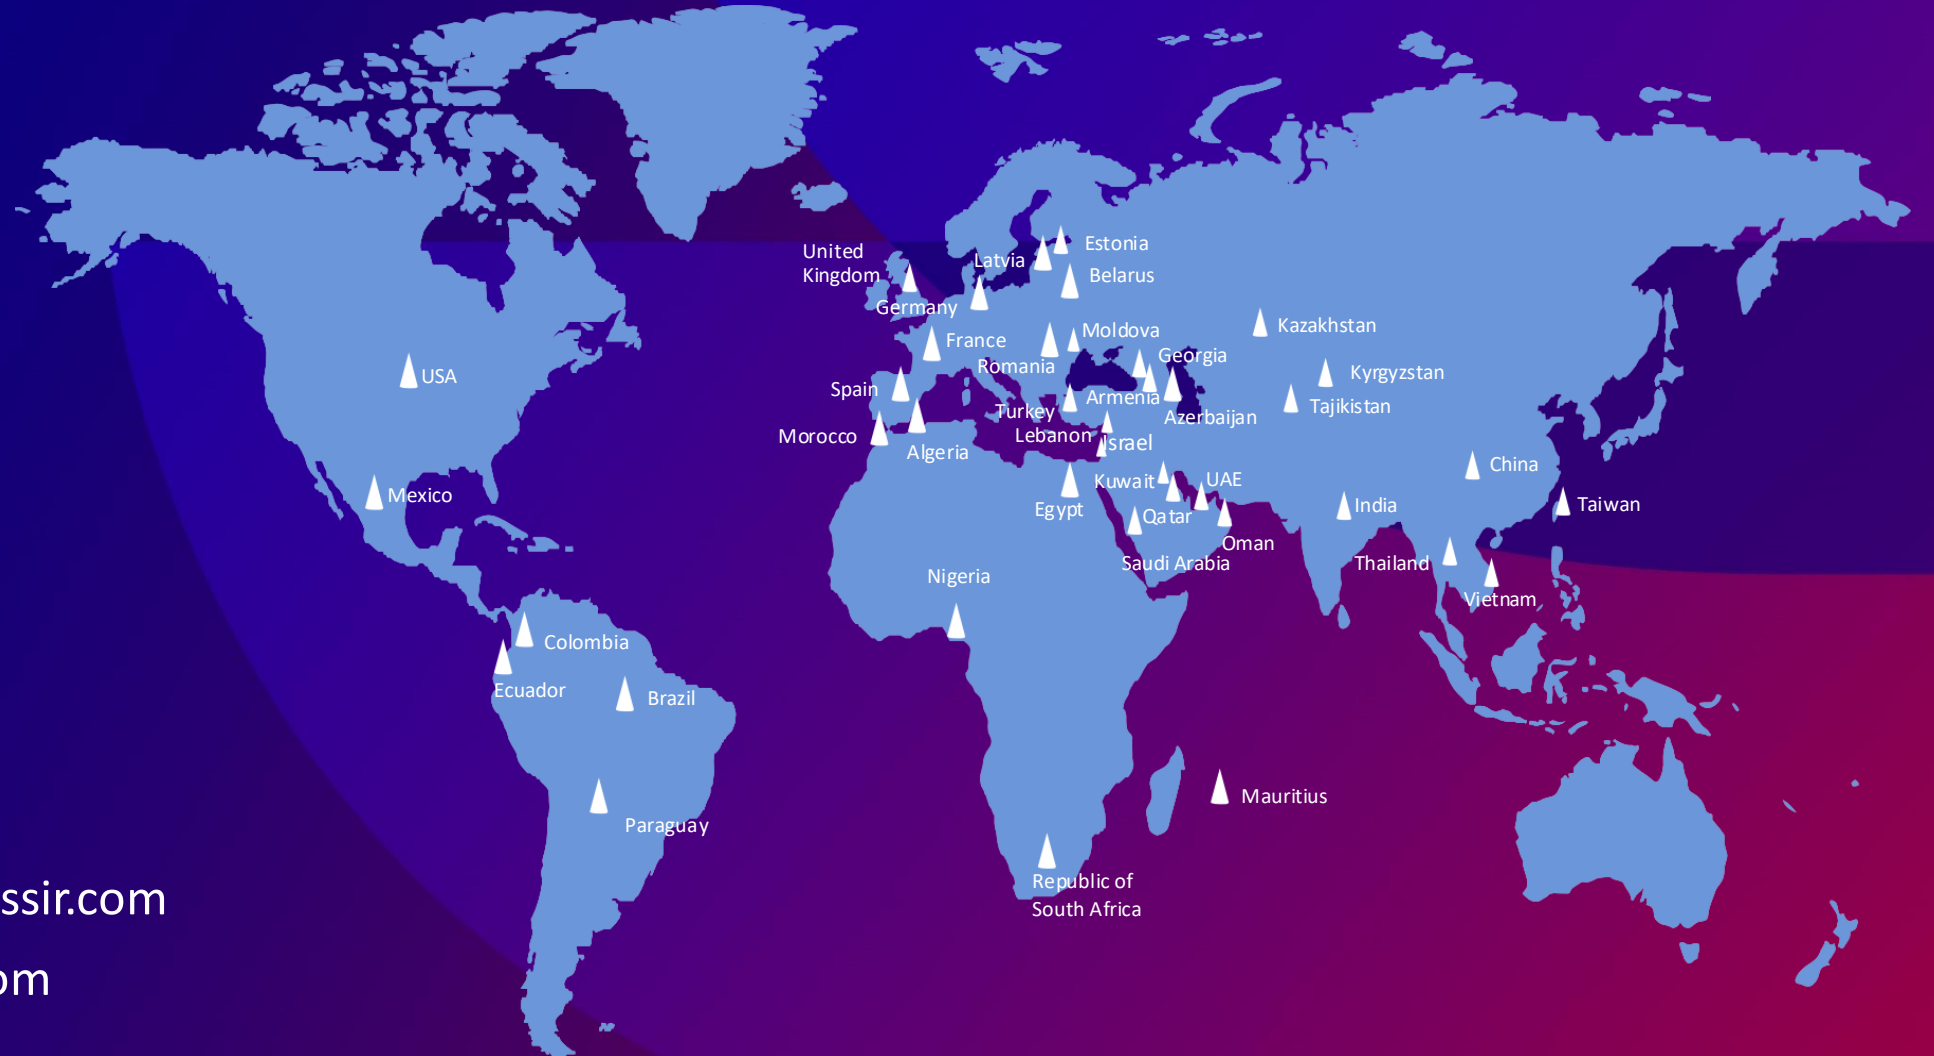 United
Kingdom
Latvia
Estonia
Belarus
Germany
France
Romania
Moldova
Georgia
Kazakhstan
Kyrgyzstan
Tajikistan
Spain
Turkey
Armenia
Azerbaijan
Morocco
Algeria
Lebanon
Israel
Egypt
Kuwait
Qatar
UAE
Oman
Saudi Arabia
USA
Mexico
China
India
Taiwan
Thailand
Vietnam
Nigeria
Colombia
Ecuador
Brazil
Paraguay
Mauritius
Republic of
South Africa
ssir.com
om